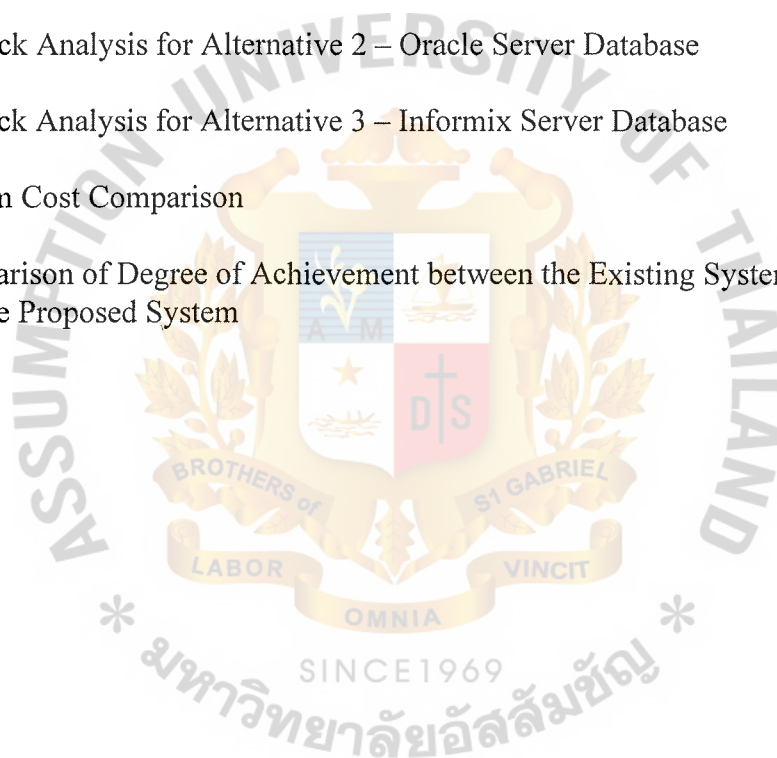 ck Analysis for Alternative 2 – Oracle Server Database
ck Analysis for Alternative 3 – Informix Server Database
n Cost Comparison
arison of Degree of Achievement between the Existing System
e Proposed System
ASSUMPTION UNIVERSITY OF THAILAND
A M
D S
BROTHERS of S1 GABRIEL
LABOR
VINCIT
OMNIA
SINCE1969
มหาวิทยาลัยอัสสัมชัญ